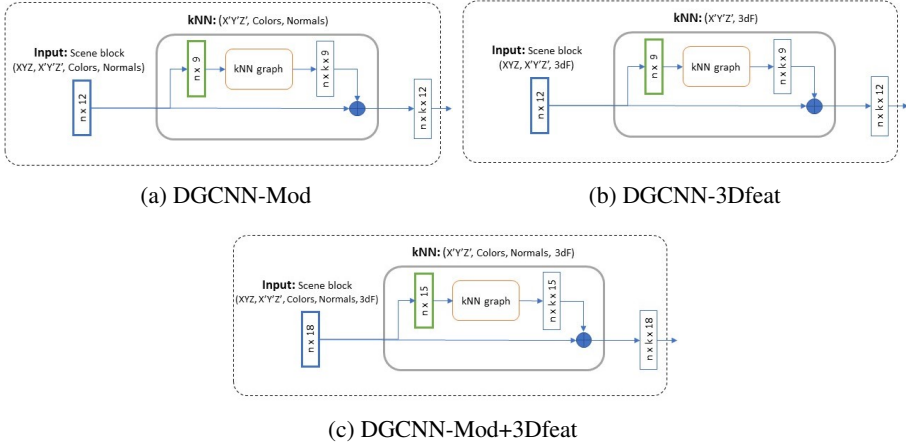 kNN: (X'Y'Z', Colors, Normals)
Input: Scene block
(XYZ, X'Y'Z', Colors, Normals)
n x 12
n x 9
kNN graph
n x k x 9
n x k x 12
(a) DGCNN-Mod
kNN: (X'Y'Z', 3dF)
Input: Scene block
(XYZ, X'Y'Z', 3dF)
n x 12
n x 9
kNN graph
n x k x 9
n x k x 12
(b) DGCNN-3Dfeat
kNN: (X'Y'Z', Colors, Normals, 3dF)
Input: Scene block
(XYZ, X'Y'Z', Colors, Normals, 3dF)
n x 18
n x 15
kNN graph
n x k x 15
n x k x 18
(c) DGCNN-Mod+3Dfeat